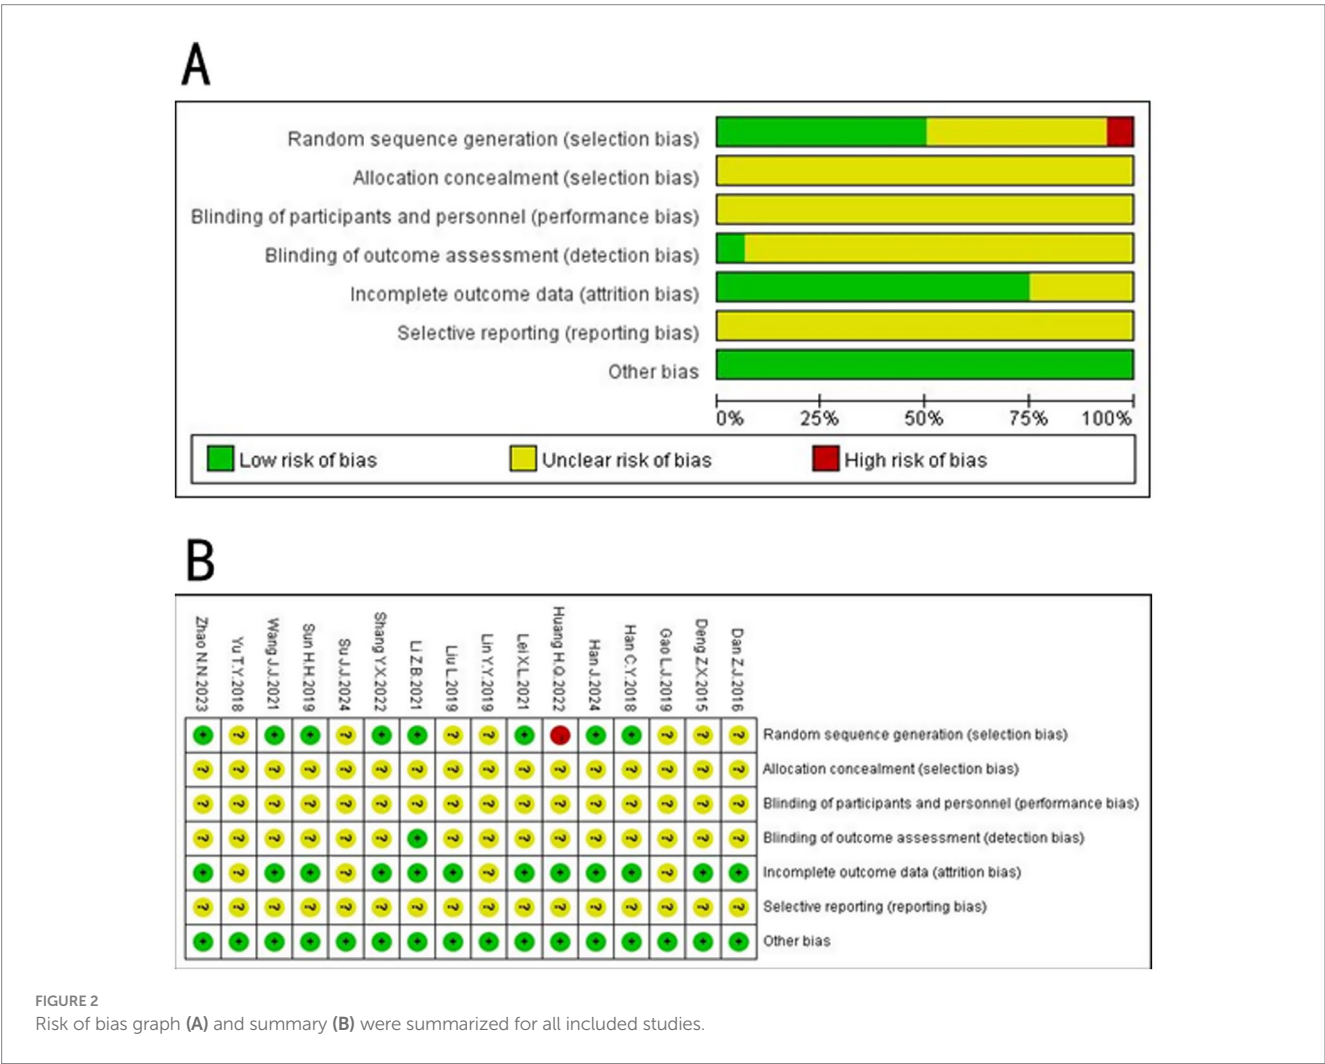 A
Random sequence generation (selection bias)
Allocation concealment (selection bias)
Blinding of participants and personnel (performance bias)
Blinding of outcome assessment (detection bias)
Incomplete outcome data (attrition bias)
Selective reporting (reporting bias)
Other bias
0% 25% 50% 75% 100%
Low risk of bias Unclear risk of bias High risk of bias
B
Zhao N.N.2023
Yu T.Y.2018
Wang J.J.2021
Sun H.H.2019
Su J.J.2024
Shang Y.X.2022
Li Z.B.2021
Liu L.2019
Lin Y.Y.2019
Lei X.L.2021
Huang H.Q.2022
Han J.2024
Han C.Y.2018
Gao L.J.2019
Deng Z.X.2015
Dan Z.J.2016
+ ? + + ? + + ? ? + + + ? ? ? Random sequence generation (selection bias)
? ? ? ? ? ? ? ? ? ? ? ? ? ? ? ? Allocation concealment (selection bias)
? ? ? ? ? ? ? ? ? ? ? ? ? ? ? ? Blinding of participants and personnel (performance bias)
? ? ? ? ? ? + ? ? ? ? ? ? ? ? ? Blinding of outcome assessment (detection bias)
+ ? + + ? + + + ? + + + + ? + + Incomplete outcome data (attrition bias)
? ? ? ? ? ? ? ? ? ? ? ? ? ? ? ? Selective reporting (reporting bias)
+ + + + + + + + + + + + + + + + Other bias
FIGURE 2
Risk of bias graph (A) and summary (B) were summarized for all included studies.